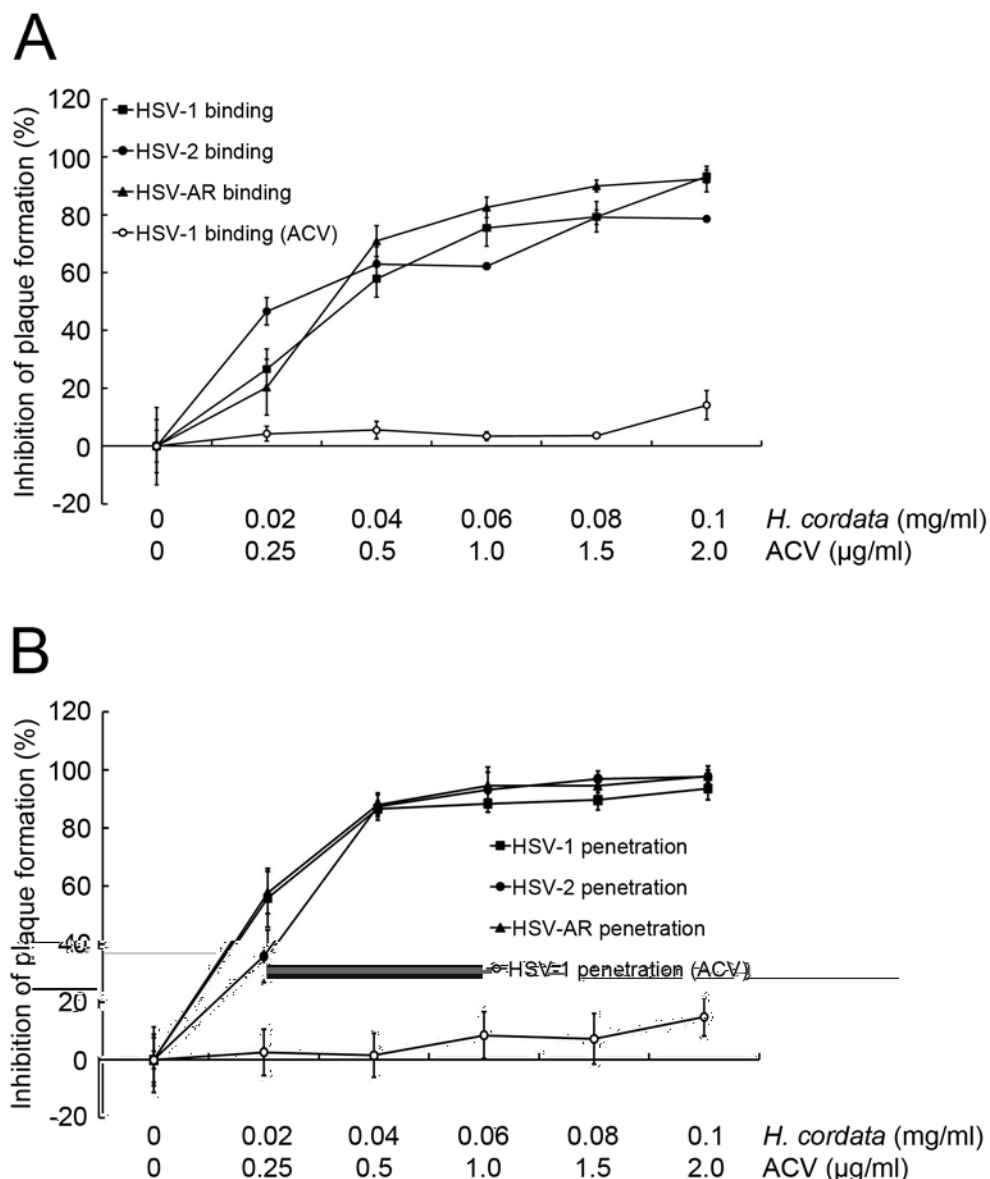 A
120
100
80
60
40
20
0
-20
Inhibition of plaque formation (%)
HSV-1 binding
HSV-2 binding
HSV-AR binding
HSV-1 binding (ACV)
0 0.02 0.04 0.06 0.08 0.1 H. cordata (mg/ml)
0 0.25 0.5 1.0 1.5 2.0 ACV (µg/ml)
B
120
100
80
60
40
20
0
-20
Inhibition of plaque formation (%)
HSV-1 penetration
HSV-2 penetration
HSV-AR penetration
HSV-1 penetration (ACV)
0 0.02 0.04 0.06 0.08 0.1 H. cordata (mg/ml)
0 0.25 0.5 1.0 1.5 2.0 ACV (µg/ml)